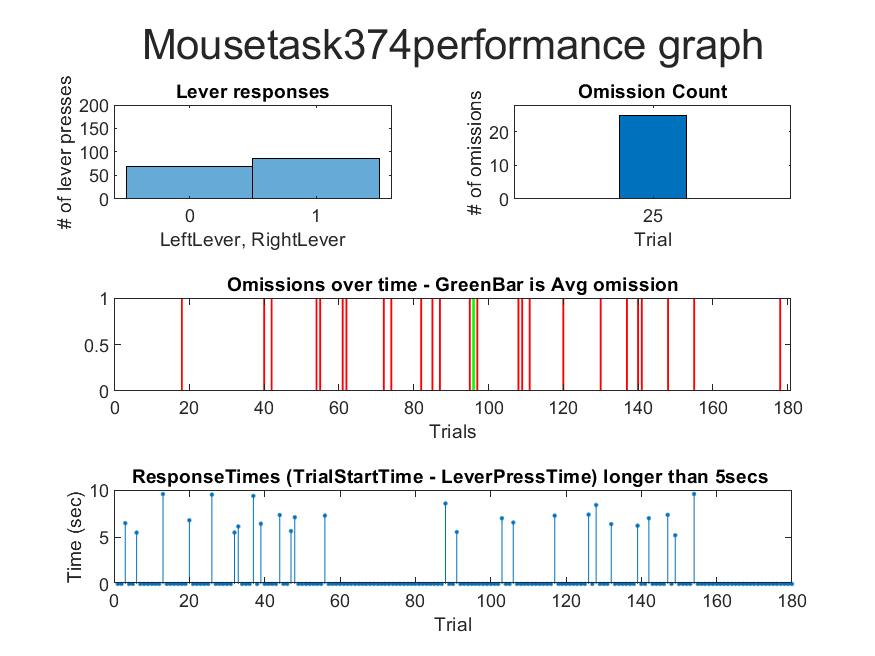 Mousetask374performance graph
Lever responses
# of lever presses
200
150
100
50
0
0 1
LeftLever, RightLever
Omission Count
# of omissions
20
10
0
25
Trial
Omissions over time - GreenBar is Avg omission
1
0.5
0
0 20 40 60 80 100 120 140 160 180
Trials
ResponseTimes (TrialStartTime - LeverPressTime) longer than 5secs
Time (sec)
10
5
0
0 20 40 60 80 100 120 140 160 180
Trial